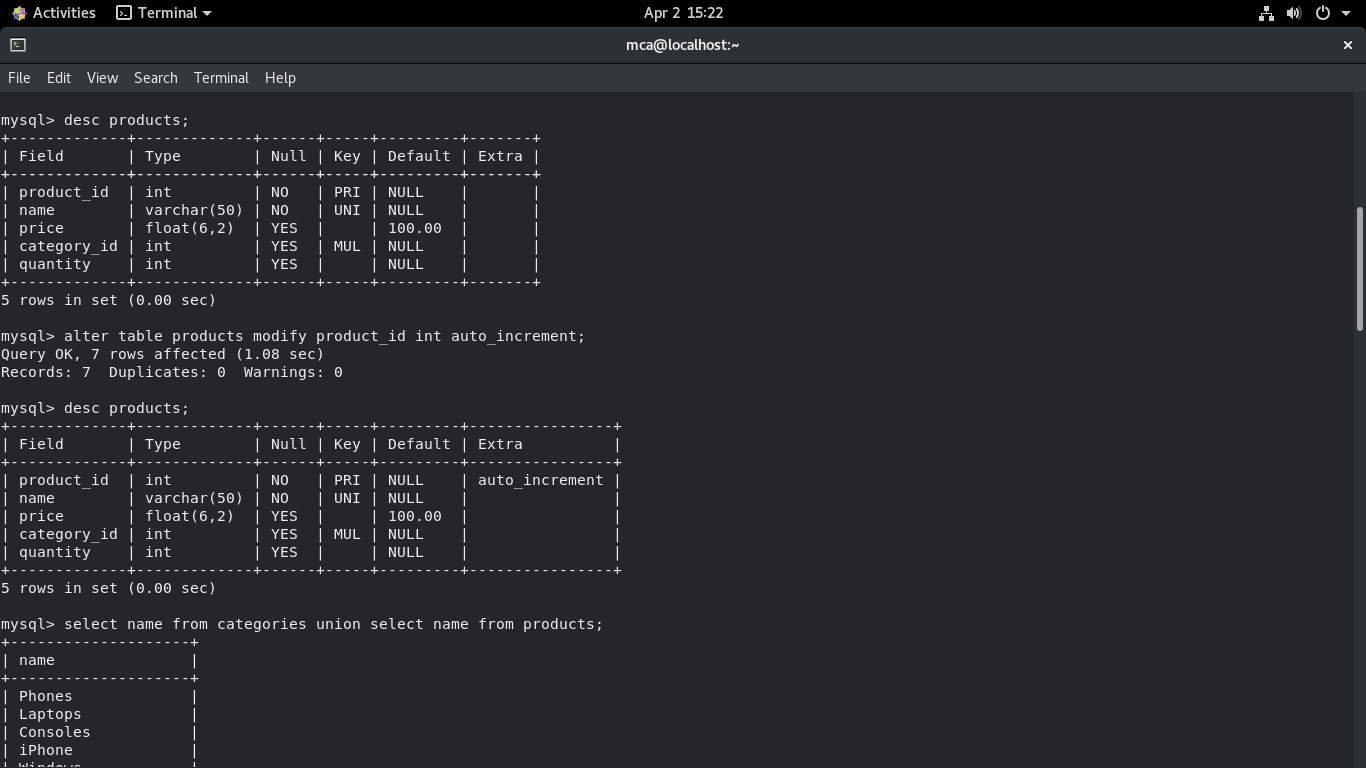 Activities Terminal Apr 2 15:22
mca@localhost:~
File Edit View Search Terminal Help
mysql> desc products;
+-------------+-------------+------+-----+---------+-------+
| Field       | Type        | Null | Key | Default | Extra |
+-------------+-------------+------+-----+---------+-------+
| product_id  | int         | NO   | PRI | NULL    |       |
| name        | varchar(50) | NO   | UNI | NULL    |       |
| price       | float(6,2)  | YES  |     | 100.00  |       |
| category_id | int         | YES  | MUL | NULL    |       |
| quantity    | int         | YES  |     | NULL    |       |
+-------------+-------------+------+-----+---------+-------+
5 rows in set (0.00 sec)
mysql> alter table products modify product_id int auto_increment;
Query OK, 7 rows affected (1.08 sec)
Records: 7  Duplicates: 0  Warnings: 0
mysql> desc products;
+-------------+-------------+------+-----+---------+----------------+
| Field       | Type        | Null | Key | Default | Extra          |
+-------------+-------------+------+-----+---------+----------------+
| product_id  | int         | NO   | PRI | NULL    | auto_increment |
| name        | varchar(50) | NO   | UNI | NULL    |                |
| price       | float(6,2)  | YES  |     | 100.00  |                |
| category_id | int         | YES  | MUL | NULL    |                |
| quantity    | int         | YES  |     | NULL    |                |
+-------------+-------------+------+-----+---------+----------------+
5 rows in set (0.00 sec)
mysql> select name from categories union select name from products;
+--------------------+
| name               |
+--------------------+
| Phones             |
| Laptops            |
| Consoles           |
| iPhone             |